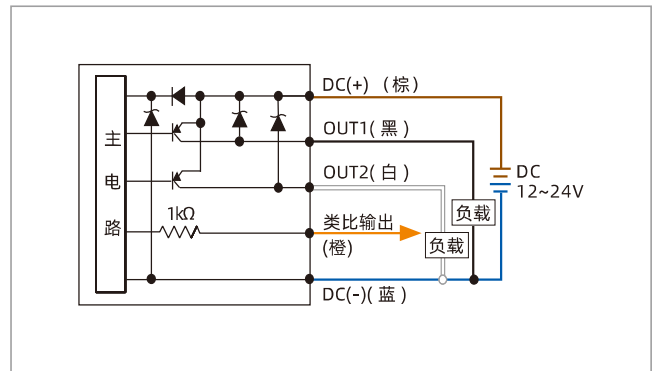 DC(+) (棕)
OUT1(黑)
OUT2(白)
类比输出
(橙)
DC(-)(蓝)
主
电
路
1kΩ
负载
负载
DC
12~24V